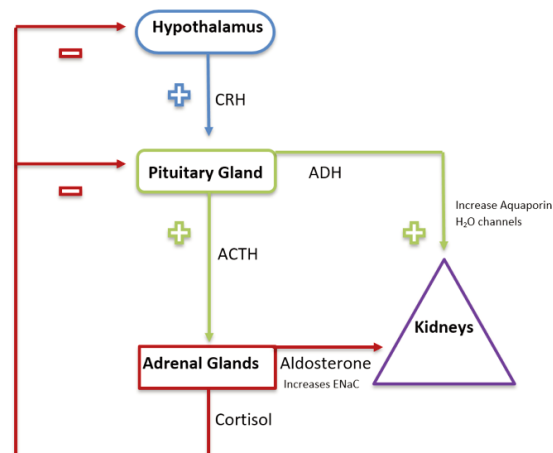 Hypothalamus
CRH
Pituitary Gland
ADH
Increase Aquaporin
H₂O channels
ACTH
Kidneys
Adrenal Glands
Aldosterone
Increases ENaC
Cortisol